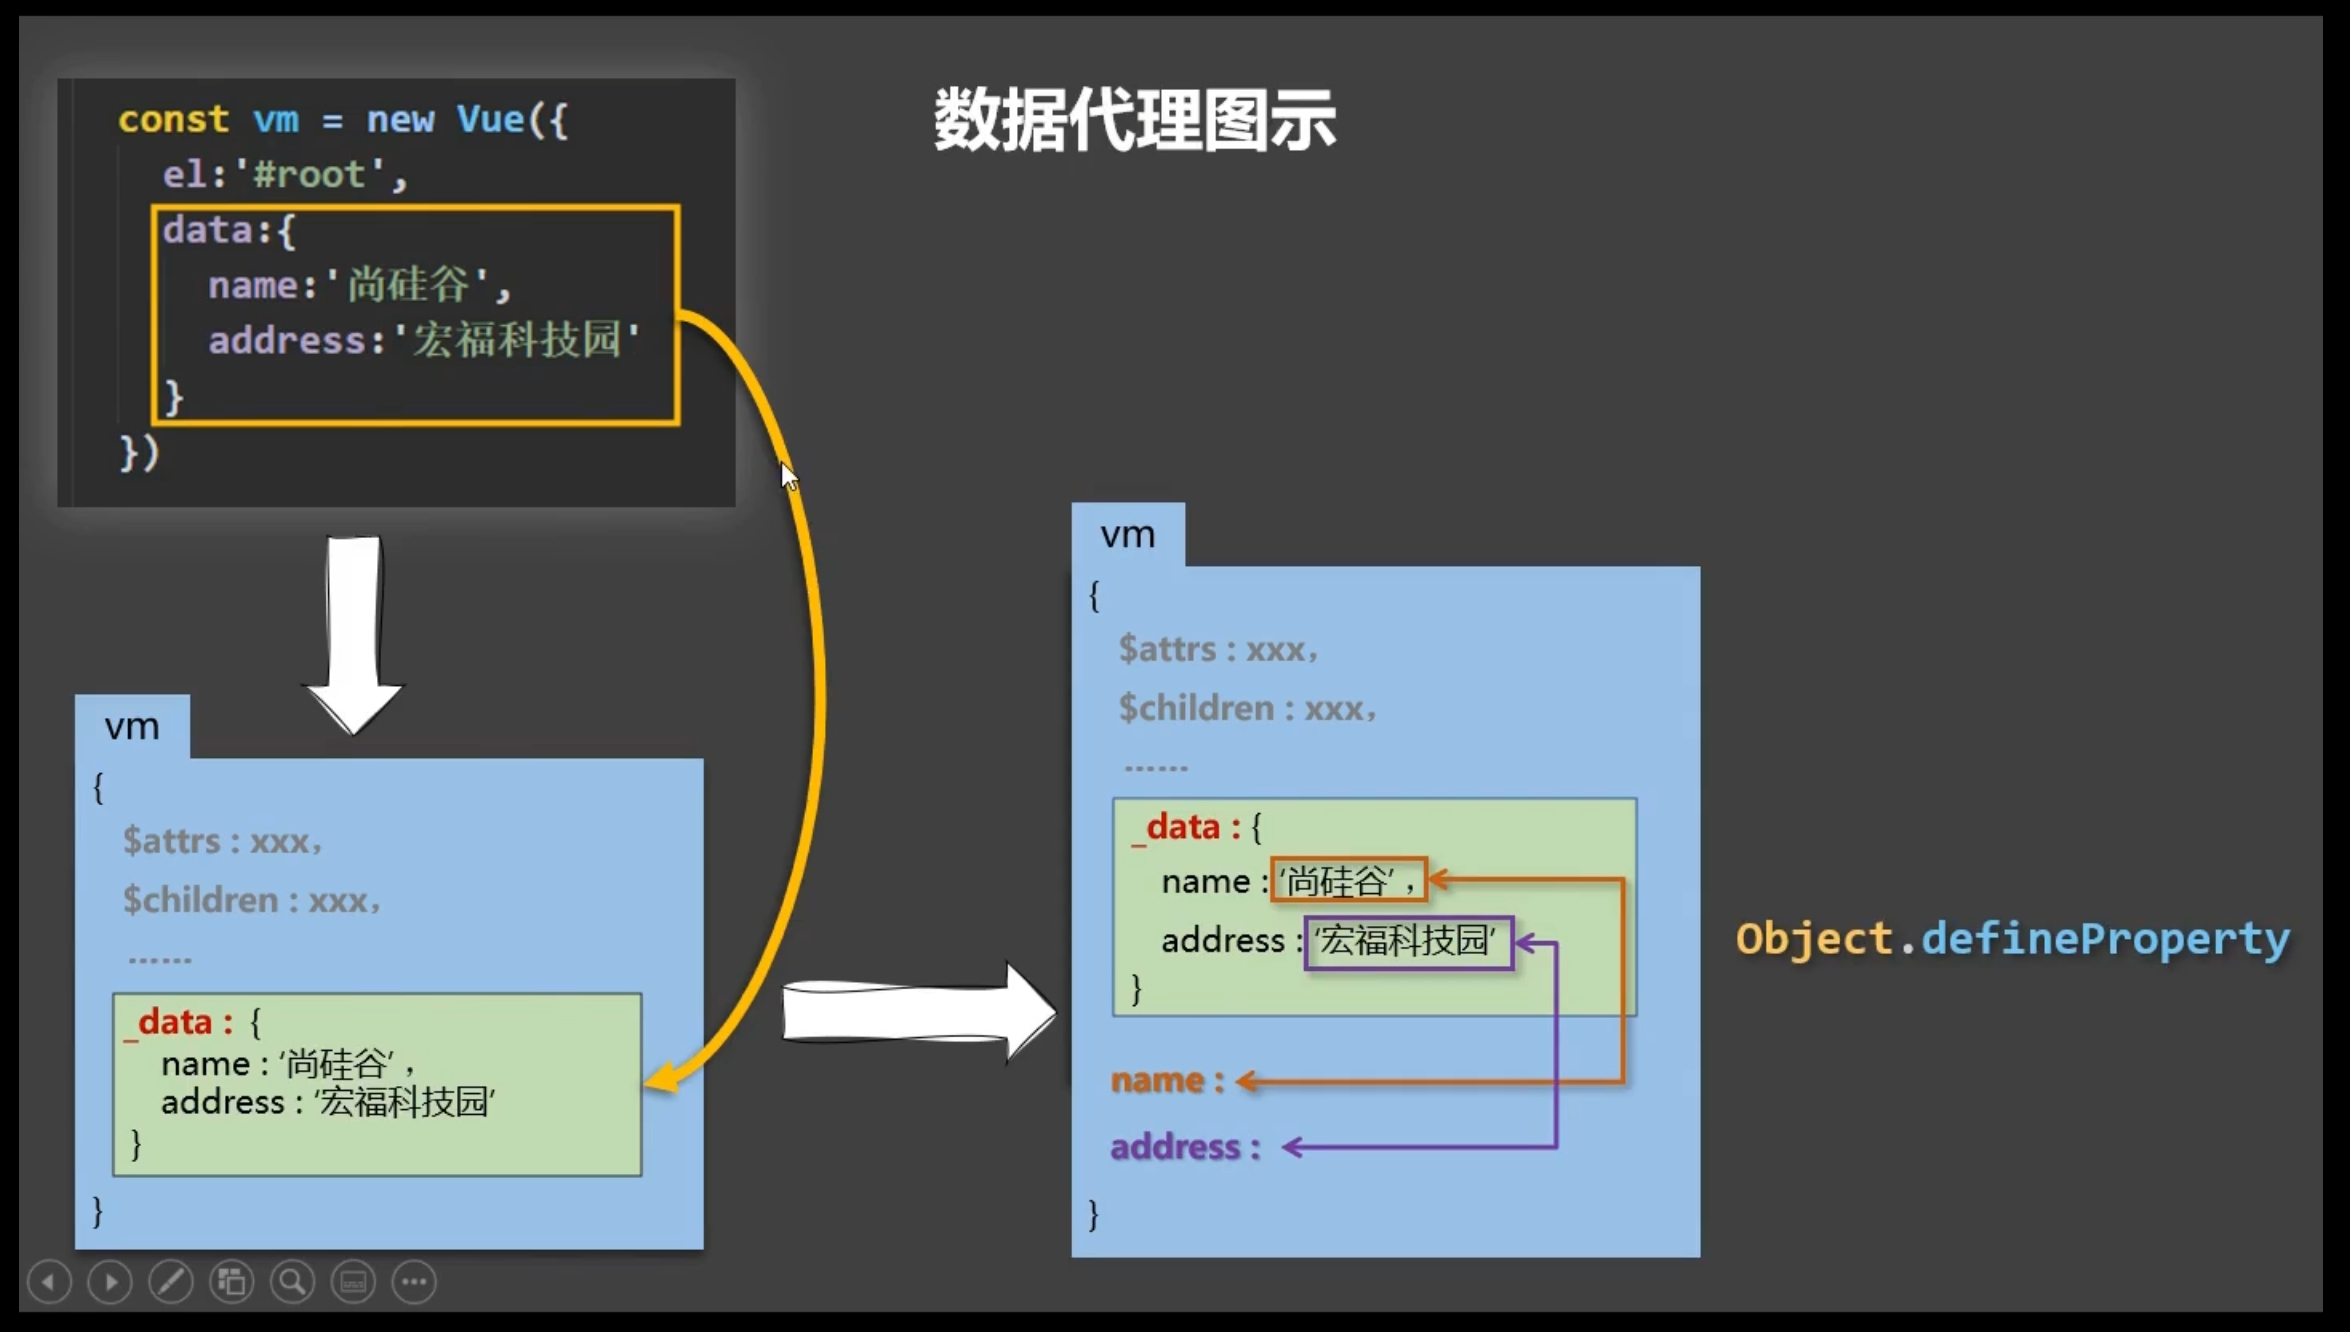 数据代理图示
const vm = new Vue({
el:'#root',
data:{
name:'尚硅谷',
address:'宏福科技园'
}
})
vm
{
$attrs : xxx，
$children : xxx，
......
_data : {
name : ‘尚硅谷’ ，
address : ‘宏福科技园’
}
}
vm
{
$attrs : xxx，
$children : xxx，
......
_data : {
name : ‘尚硅谷’ ，
address : ‘宏福科技园’
}
name :
address :
}
Object.defineProperty